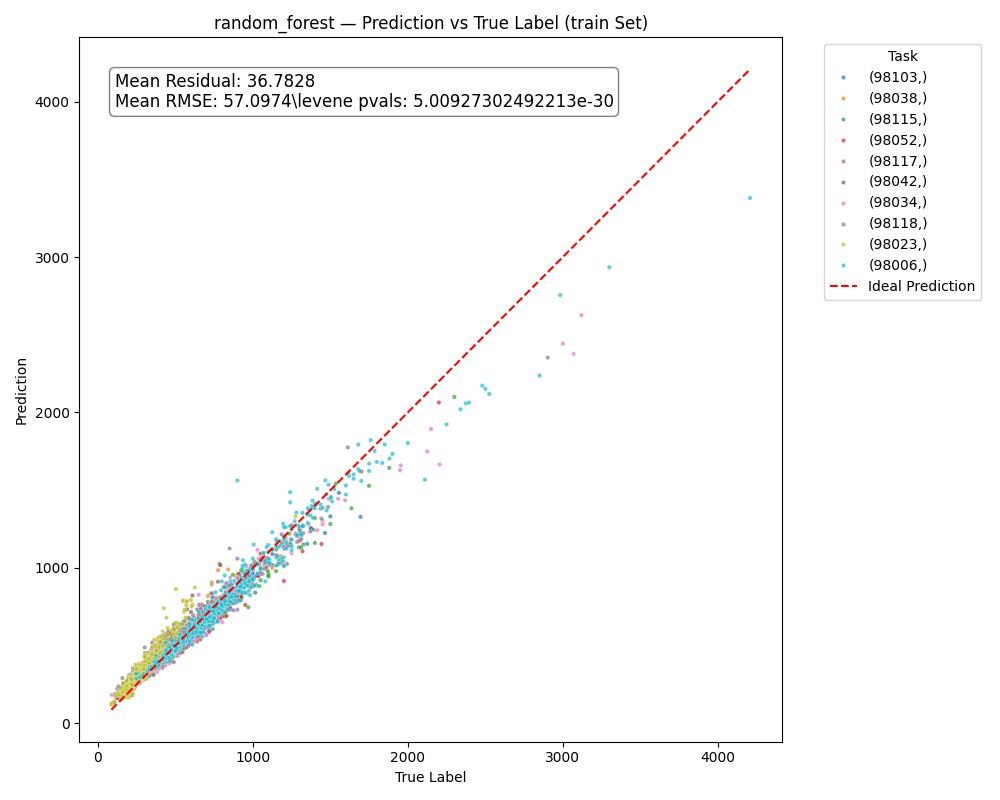 random_forest — Prediction vs True Label (train Set)
Mean Residual: 36.7828
Mean RMSE: 57.0974\levene pvals: 5.00927302492213e-30
Task
(98103,)
(98038,)
(98115,)
(98052,)
(98117,)
(98042,)
(98034,)
(98118,)
(98023,)
(98006,)
Ideal Prediction
Prediction
4000
3000
2000
1000
0
0 1000 2000 3000 4000
True Label